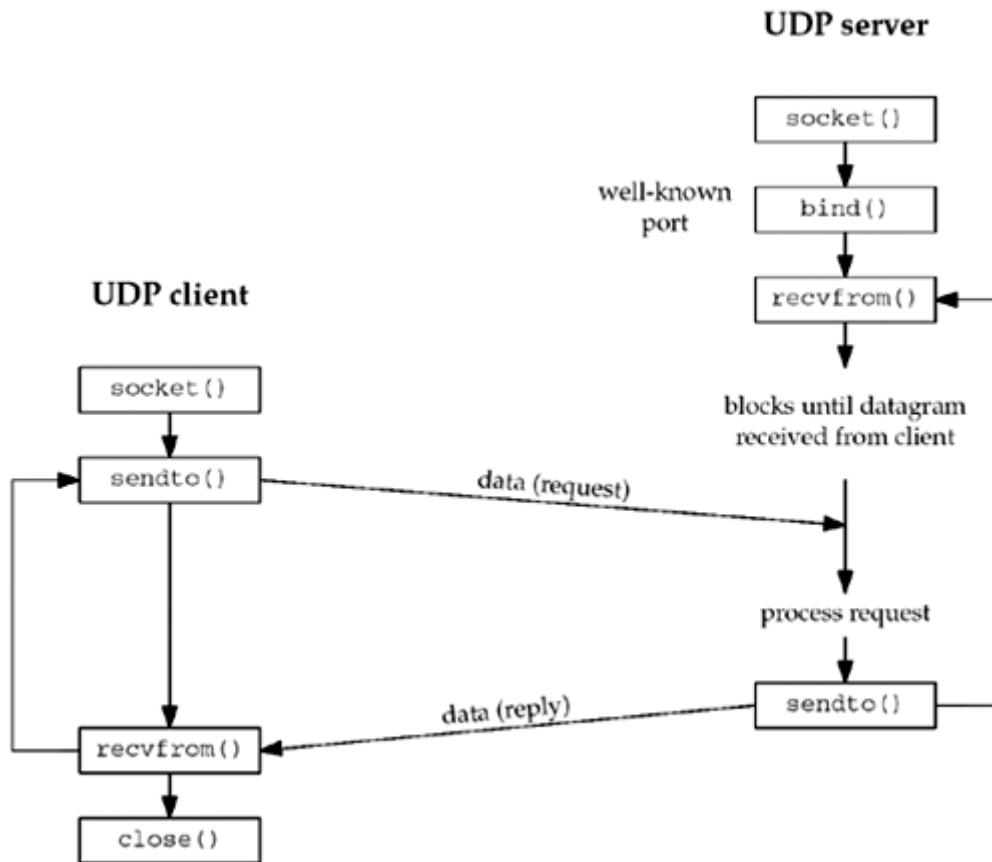 UDP server
socket()
well-known
port
bind()
recvfrom()
UDP client
socket()
blocks until datagram
received from client
sendto()
data (request)
process request
sendto()
data (reply)
recvfrom()
close()